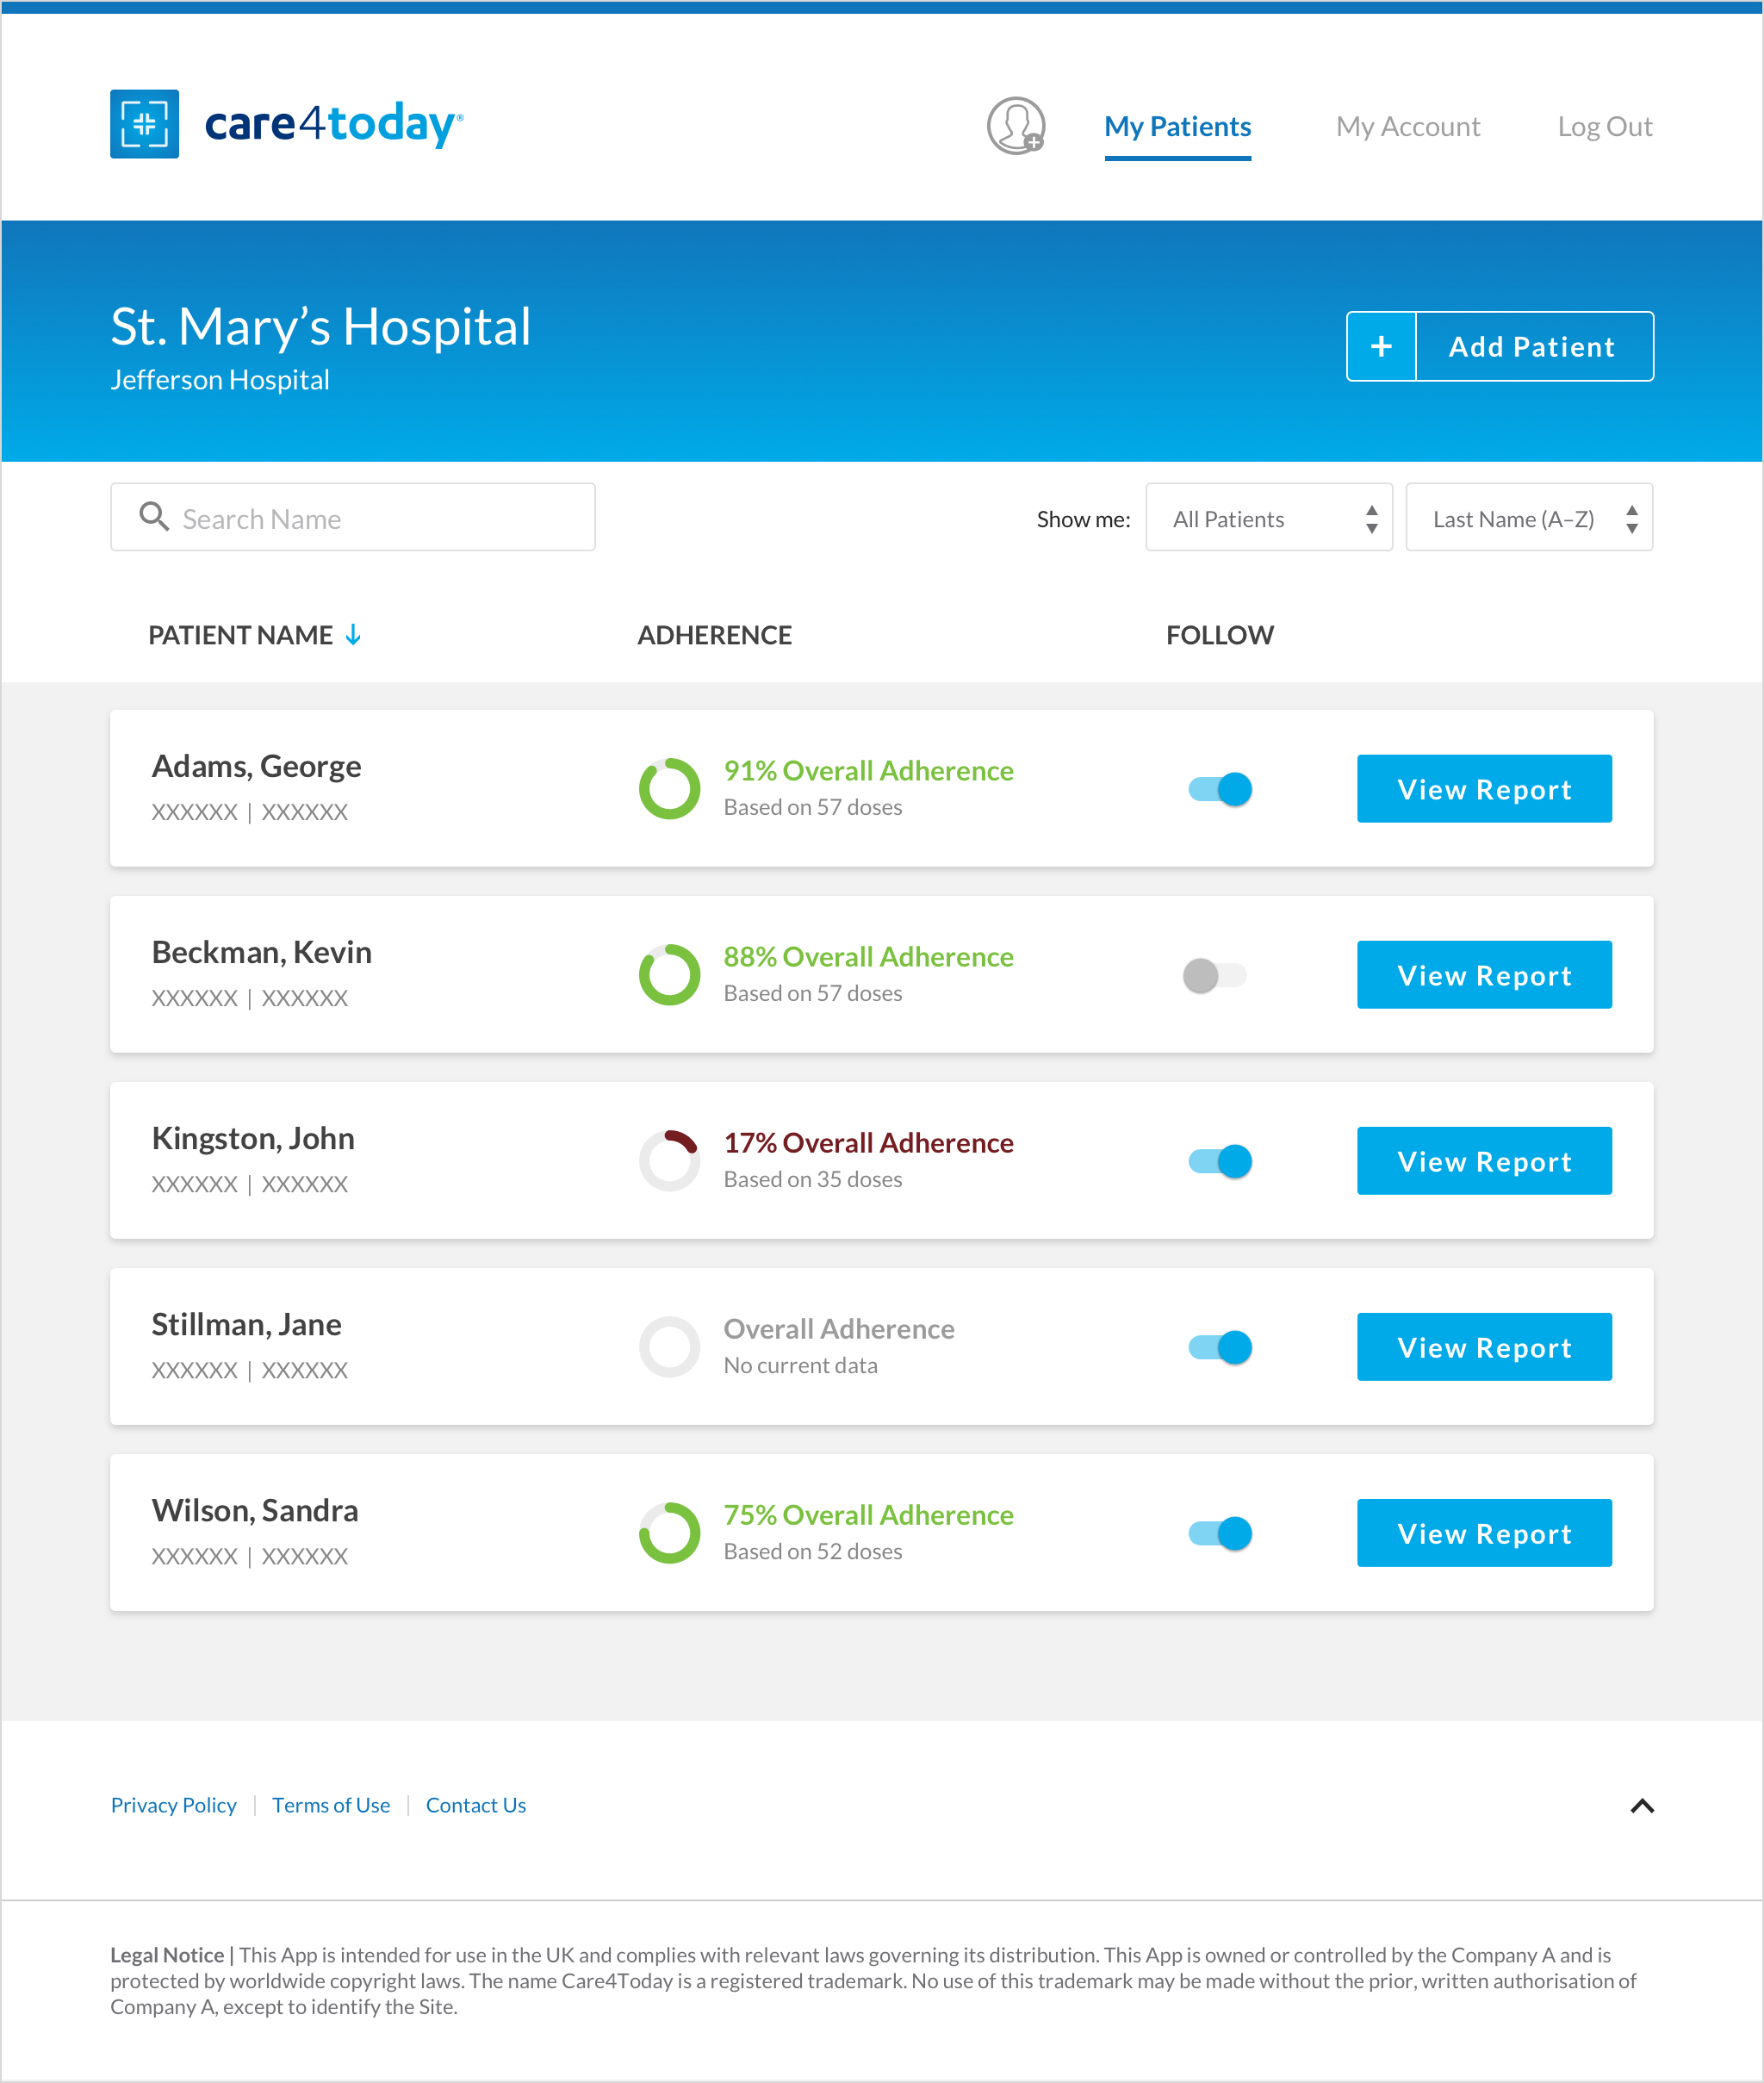 care4today®
My Patients
My Account
Log Out
St. Mary’s Hospital
Jefferson Hospital
+ Add Patient
Search Name
Show me:
All Patients
Last Name (A–Z)
PATIENT NAME
ADHERENCE
FOLLOW
Adams, George
XXXXXX | XXXXXX
91% Overall Adherence
Based on 57 doses
View Report
Beckman, Kevin
XXXXXX | XXXXXX
88% Overall Adherence
Based on 57 doses
View Report
Kingston, John
XXXXXX | XXXXXX
17% Overall Adherence
Based on 35 doses
View Report
Stillman, Jane
XXXXXX | XXXXXX
Overall Adherence
No current data
View Report
Wilson, Sandra
XXXXXX | XXXXXX
75% Overall Adherence
Based on 52 doses
View Report
Privacy Policy | Terms of Use | Contact Us
Legal Notice | This App is intended for use in the UK and complies with relevant laws governing its distribution. This App is owned or controlled by the Company A and is
protected by worldwide copyright laws. The name Care4Today is a registered trademark. No use of this trademark may be made without the prior, written authorisation of
Company A, except to identify the Site.